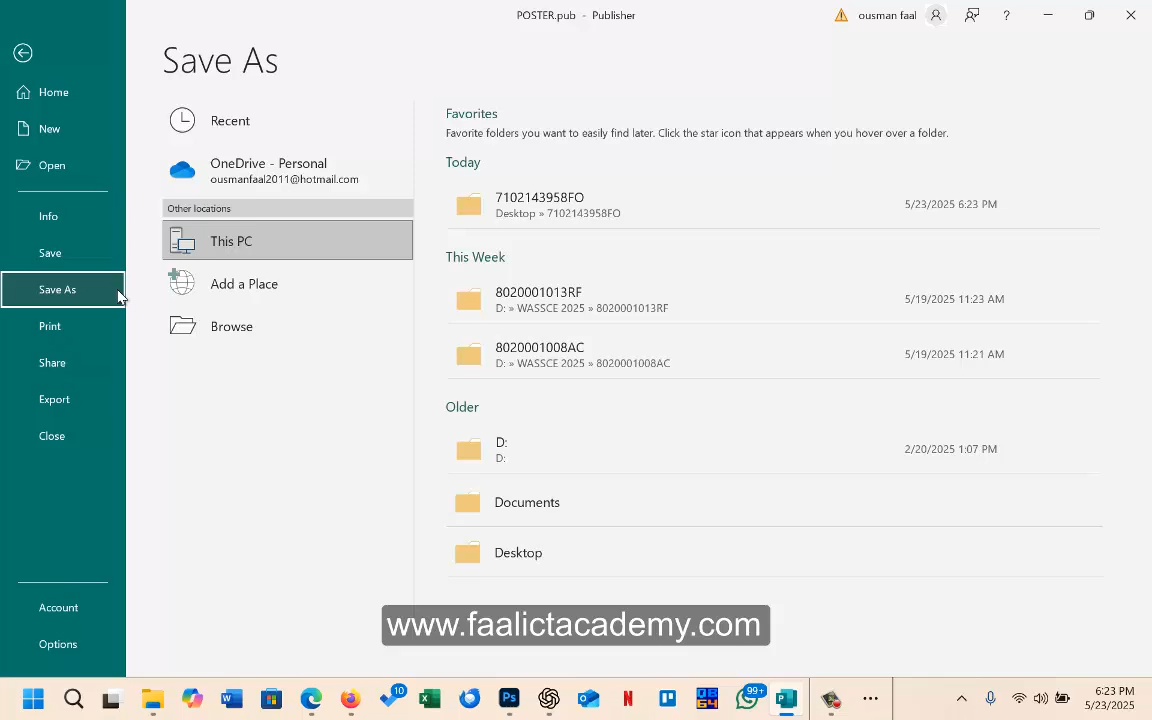 POSTER.pub - Publisher
ousman faal
?
Home
New
Open
Info
Save
Save As
Print
Share
Export
Close
Account
Options
Save As
Recent
OneDrive - Personal
ousmanfaal2011@hotmail.com
Other locations
This PC
Add a Place
Browse
Favorites
Favorite folders you want to easily find later. Click the star icon that appears when you hover over a folder.
Today
7102143958FO
Desktop » 7102143958FO
5/23/2025 6:23 PM
This Week
8020001013RF
D: » WASSCE 2025 » 8020001013RF
5/19/2025 11:23 AM
8020001008AC
D: » WASSCE 2025 » 8020001008AC
5/19/2025 11:21 AM
Older
D:
D:
2/20/2025 1:07 PM
Documents
Desktop
www.faalictacademy.com
W
10
X
Ps
N
QB
64
99+
P
6:23 PM
5/23/2025